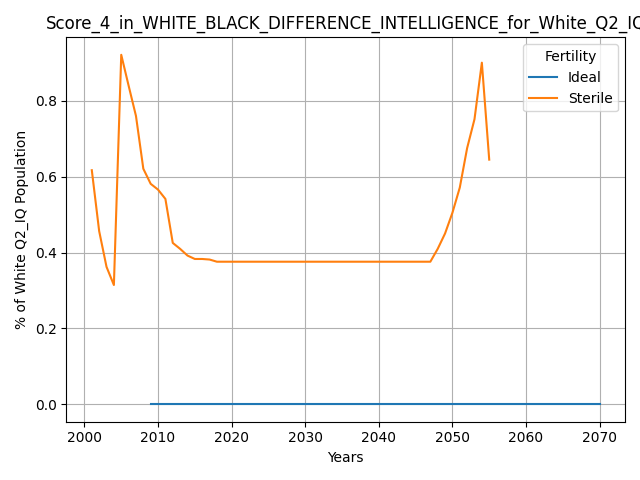 Score_4_in_WHITE_BLACK_DIFFERENCE_INTELLIGENCE_for_White_Q2_IQ
Fertility
Ideal
Sterile
% of White Q2_IQ Population
0.8
0.6
0.4
0.2
0.0
2000 2010 2020 2030 2040 2050 2060 2070
Years